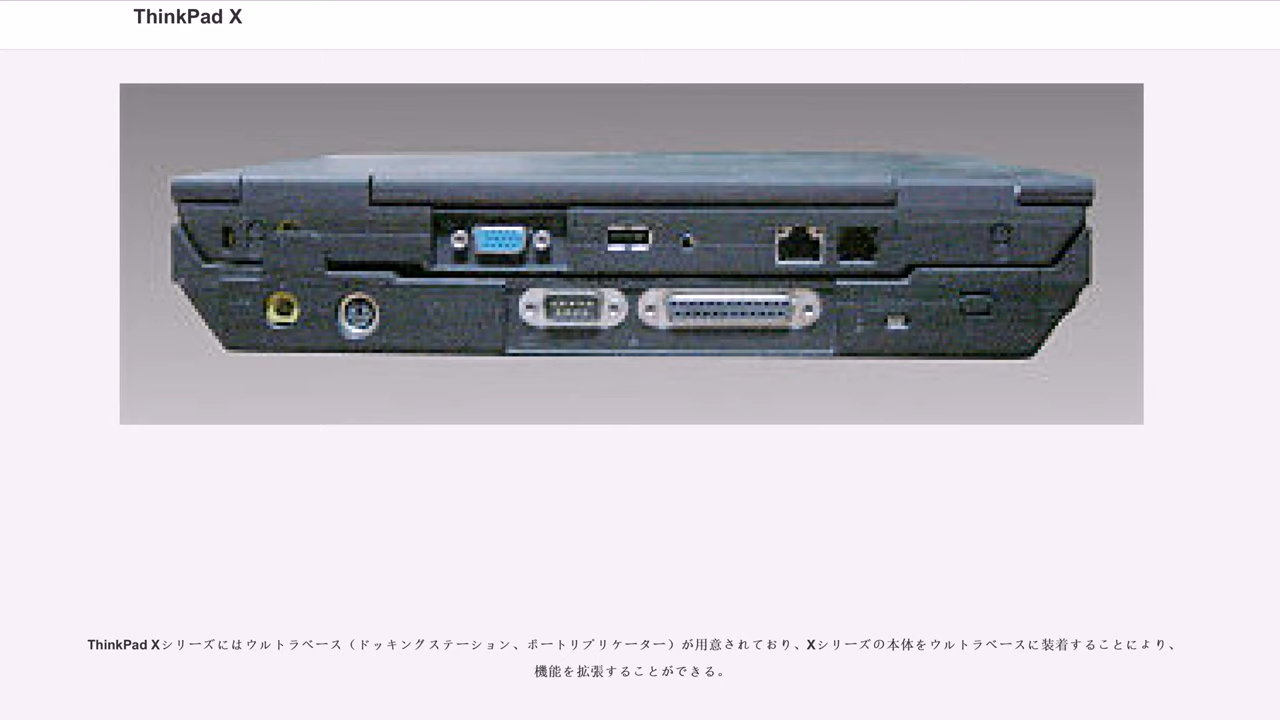 ThinkPad X
ThinkPad Xシリーズにはウルトラベース（ドッキングステーション、ポートリプリケーター）が用意されており、Xシリーズの本体をウルトラベースに装着することにより、
機能を拡張することができる。